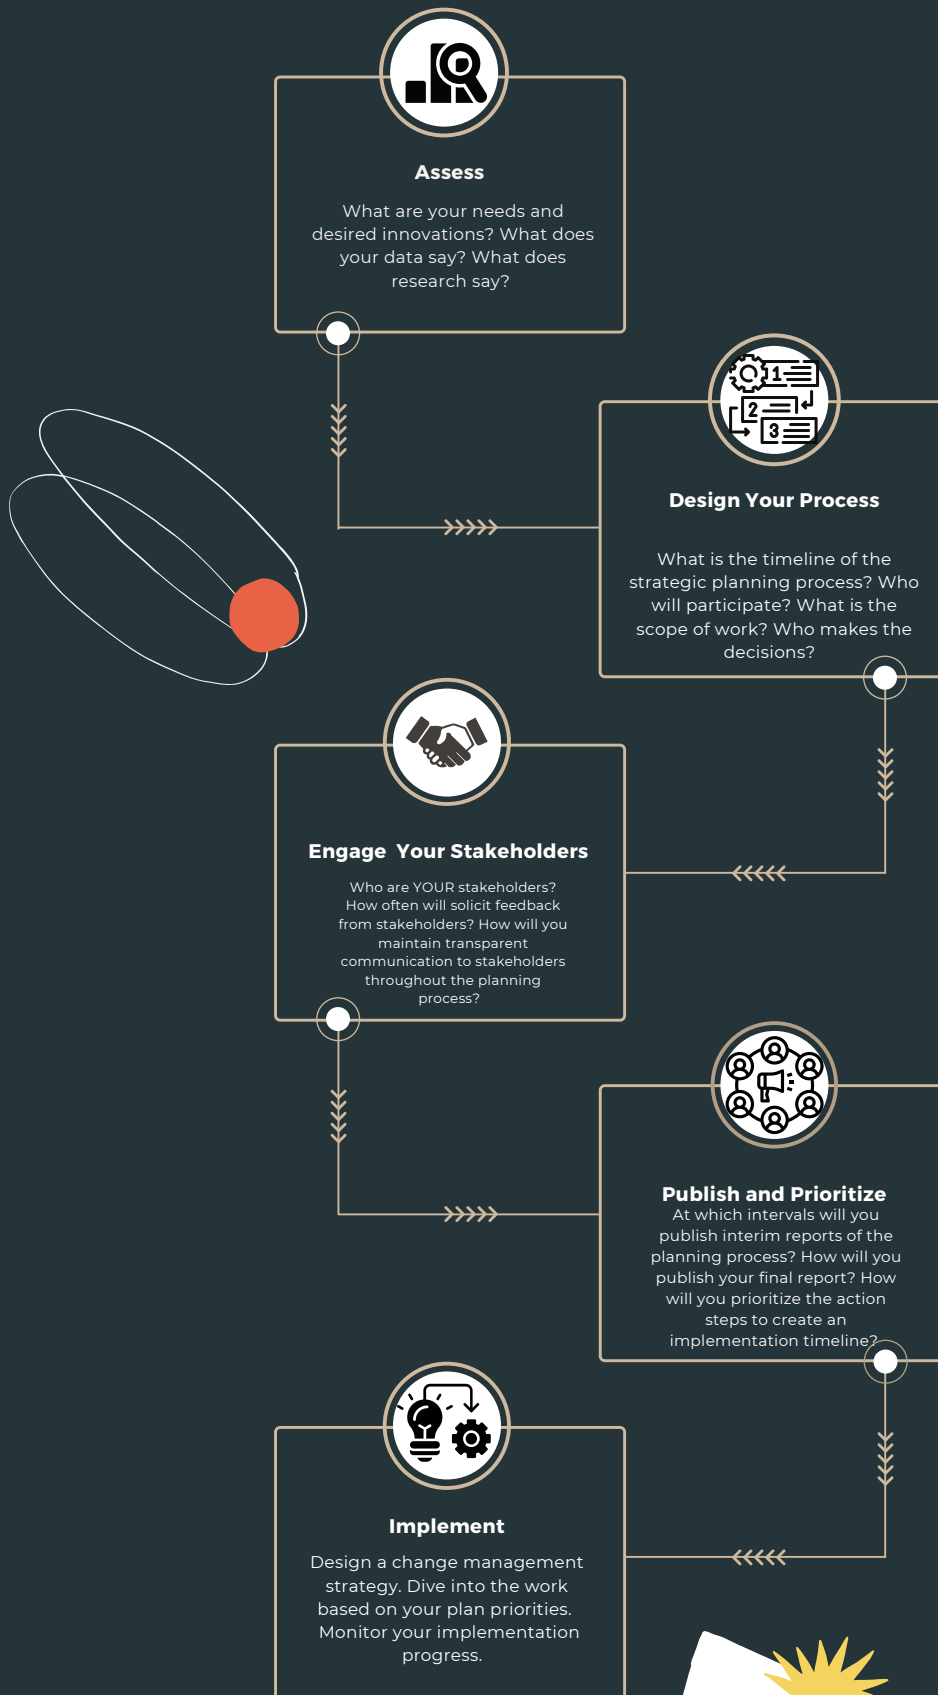 Assess
What are your needs and
desired innovations? What does
your data say? What does
research say?
1
2
3
Design Your Process
What is the timeline of the
strategic planning process? Who
will participate? What is the
scope of work? Who makes the
decisions?
Engage Your Stakeholders
Who are YOUR stakeholders?
How often will solicit feedback
from stakeholders? How will you
maintain transparent
communication to stakeholders
throughout the planning
process?
Publish and Prioritize
At which intervals will you
publish interim reports of the
planning process? How will you
publish your final report? How
will you prioritize the action
steps to create an
implementation timeline?
Implement
Design a change management
strategy. Dive into the work
based on your plan priorities.
Monitor your implementation
progress.